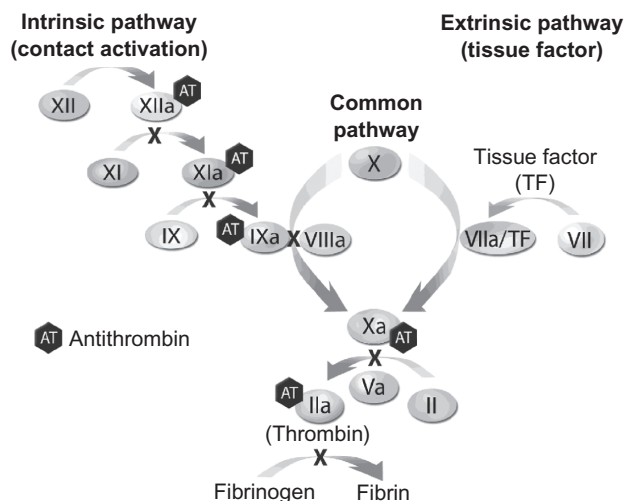 Intrinsic pathway
(contact activation)
Extrinsic pathway
(tissue factor)
XII
XIIa
AT
Common
pathway
X
XI
XIa
AT
X
Tissue factor
(TF)
X
IX
AT
IXa
X
VIIIa
VIIa/TF
VII
Xa
AT
AT
Antithrombin
X
AT
IIa
Va
II
(Thrombin)
X
Fibrinogen
Fibrin